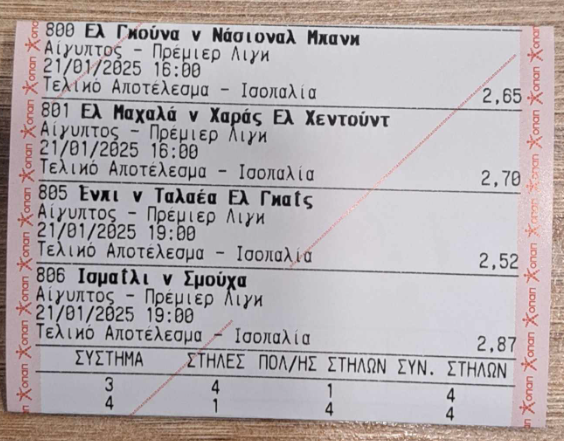 800 Ελ Γκούνα v Νάσιοναλ Μπανκ
Αίγυπτος - Πρέμιερ Λιγκ
21/01/2025 16:00
Τελικό Αποτέλεσμα - Ισοπαλία 2,65
801 Ελ Μαχαλά v Χαράς Ελ Χεντούντ
Αίγυπτος - Πρέμιερ Λιγκ
21/01/2025 16:00
Τελικό Αποτέλεσμα - Ισοπαλία 2,70
805 Ένπι v Ταλαέα Ελ Γκαΐς
Αίγυπτος - Πρέμιερ Λιγκ
21/01/2025 19:00
Τελικό Αποτέλεσμα - Ισοπαλία 2,52
806 Ισμαΐλι v Σμούχα
Αίγυπτος - Πρέμιερ Λιγκ
21/01/2025 19:00
Τελικό Αποτέλεσμα - Ισοπαλία 2,87
ΣΥΣΤΗΜΑ ΣΤΗΛΕΣ ΠΟΛ/ΗΣ ΣΤΗΛΩΝ ΣΥΝ. ΣΤΗΛΩΝ
3 4 1 4
4 1 4 4